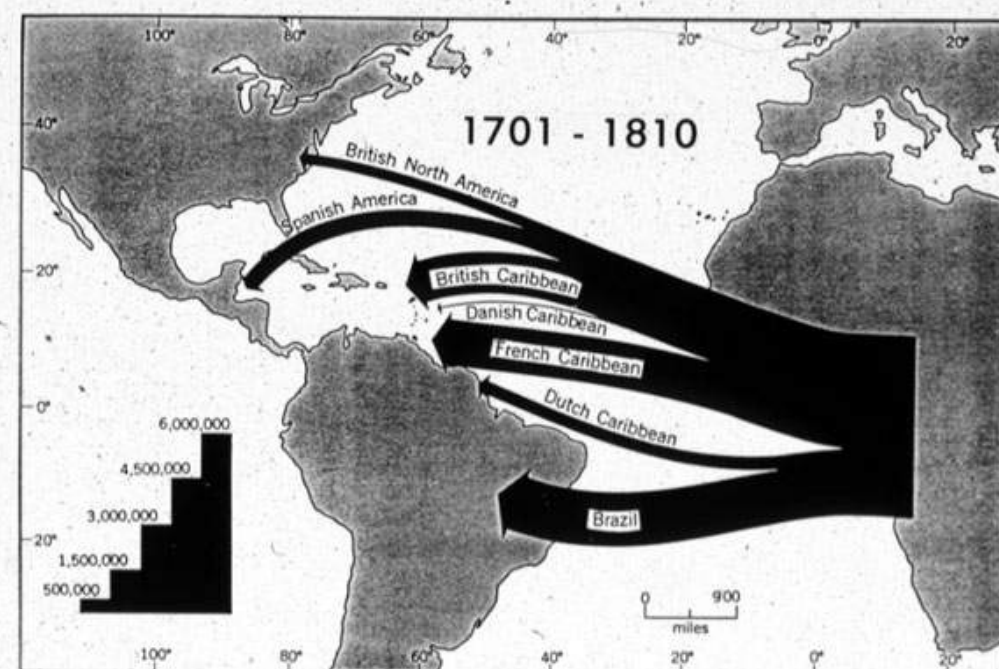 100° 80° 60° 40° 20° 0° 20°
40°
1701 - 1810
British North America
Spanish America
20°
British Caribbean
Danish Caribbean
French Caribbean
0°
Dutch Caribbean
6,000,000
4,500,000
3,000,000
1,500,000
500,000
Brazil
20°
0 900
miles
100° 80° 60° 40° 20° 0° 20°